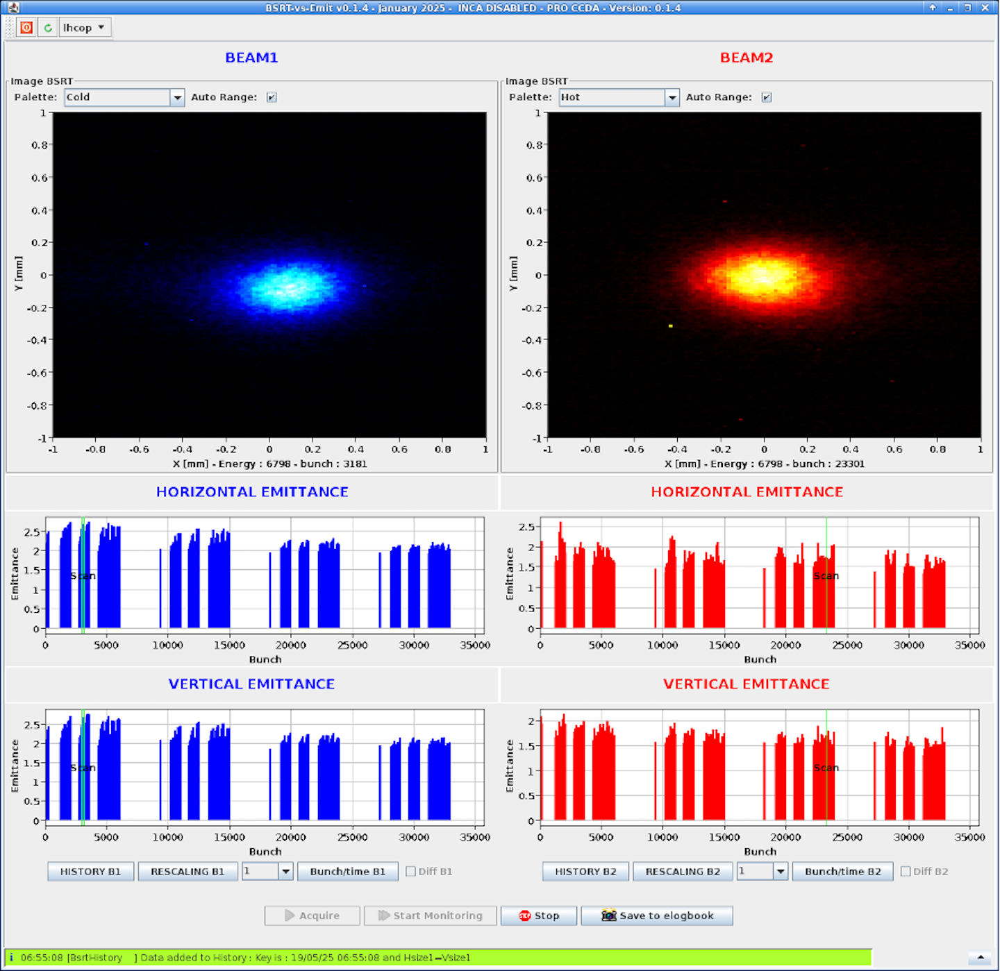 BSRT-vs-Emit v0.1.4 - January 2025 - INCA DISABLED - PRO CCDA - Version: 0.1.4
lhcop
BEAM1
BEAM2
Image BSRT
Palette: Cold Auto Range:
1
0.8
0.6
0.4
0.2
0
-0.2
-0.4
-0.6
-0.8
-1
Y [mm]
-1 -0.8 -0.6 -0.4 -0.2 0 0.2 0.4 0.6 0.8 1
X [mm] - Energy : 6798 - bunch : 3181
Image BSRT
Palette: Hot Auto Range:
1
0.8
0.6
0.4
0.2
0
-0.2
-0.4
-0.6
-0.8
-1
Y [mm]
-1 -0.8 -0.6 -0.4 -0.2 0 0.2 0.4 0.6 0.8 1
X [mm] - Energy : 6798 - bunch : 23301
HORIZONTAL EMITTANCE
2.5
2
1.5
1
0.5
0
Emittance
Scan
0 5000 10000 15000 20000 25000 30000 35000
Bunch
HORIZONTAL EMITTANCE
2.5
2
1.5
1
0.5
0
Emittance
Scan
0 5000 10000 15000 20000 25000 30000 35000
Bunch
VERTICAL EMITTANCE
2.5
2
1.5
1
0.5
0
Emittance
Scan
0 5000 10000 15000 20000 25000 30000 35000
Bunch
VERTICAL EMITTANCE
2
1.5
1
0.5
0
Emittance
Scan
0 5000 10000 15000 20000 25000 30000 35000
Bunch
HISTORY B1 RESCALING B1 1 Bunch/time B1 Diff B1
HISTORY B2 RESCALING B2 1 Bunch/time B2 Diff B2
Acquire Start Monitoring Stop Save to elogbook
06:55:08 [BsrtHistory ] Data added to History : Key is : 19/05/25 06:55:08 and Hsize1—Vsize1